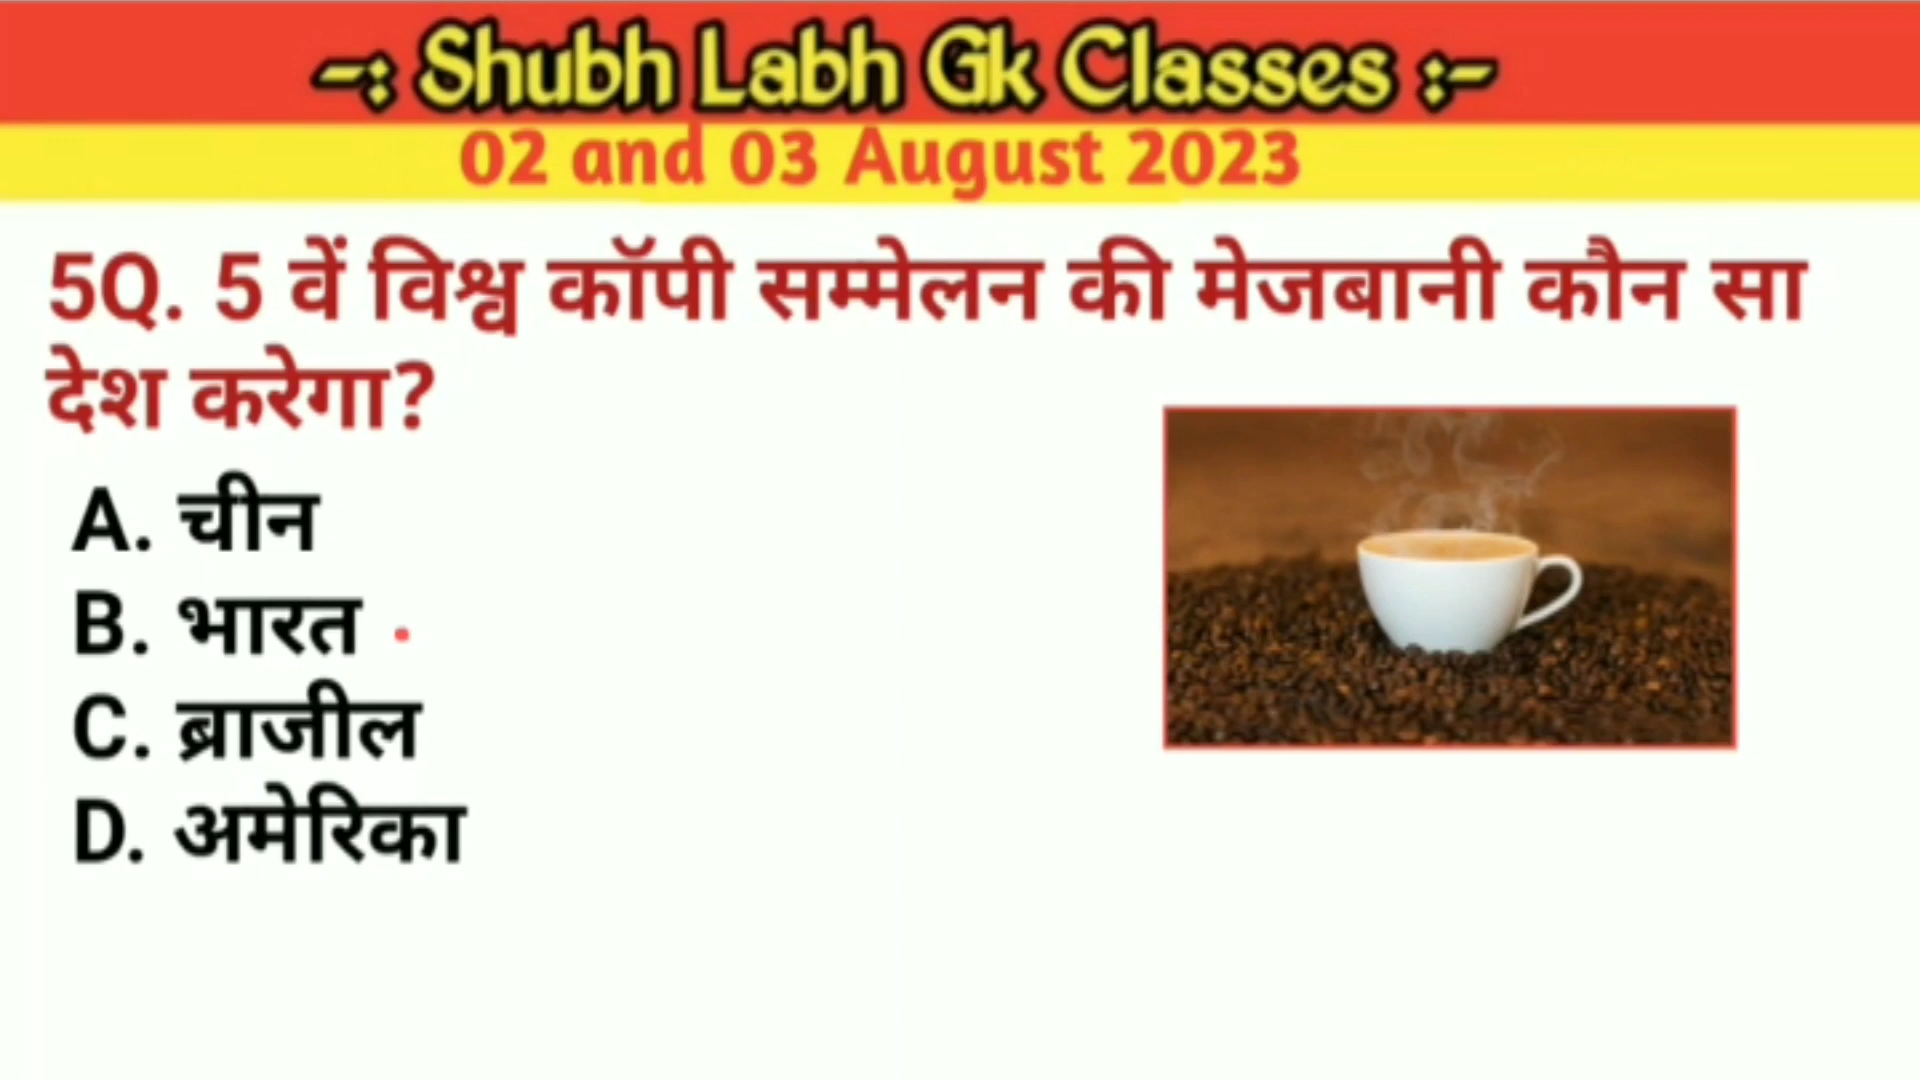 -: Shubh Labh Gk Classes :-
02 and 03 August 2023
5Q. 5 वें विश्व कॉपी सम्मेलन की मेजबानी कौन सा
देश करेगा?
A. चीन
B. भारत
C. ब्राजील
D. अमेरिका